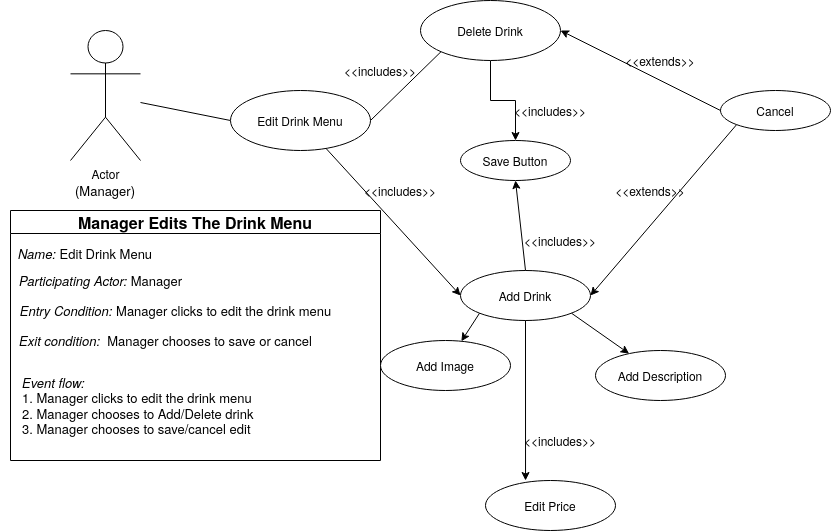 Delete Drink
<<includes>>
<<extends>>
Edit Drink Menu
<<includes>>
Cancel
Save Button
Actor
(Manager)
<<includes>>
<<extends>>
Manager Edits The Drink Menu
<<includes>>
Name: Edit Drink Menu
Participating Actor: Manager
Add Drink
Entry Condition: Manager clicks to edit the drink menu
Exit condition:  Manager chooses to save or cancel
Add Image
Add Description
Event flow:
1. Manager clicks to edit the drink menu
2. Manager chooses to Add/Delete drink
3. Manager chooses to save/cancel edit
<<includes>>
Edit Price